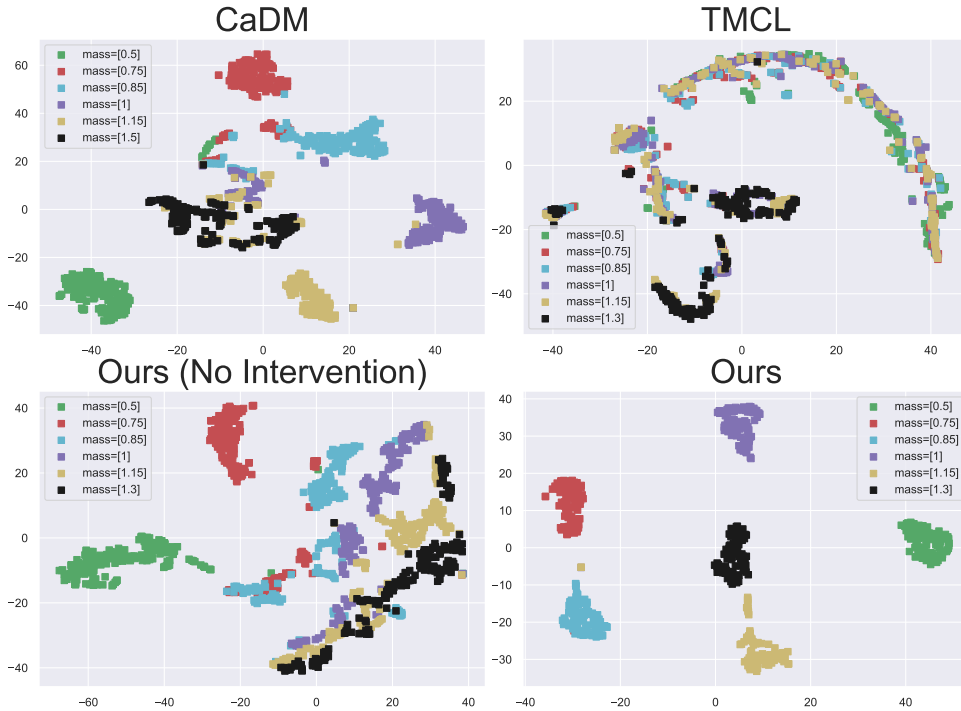 CaDM
mass=[0.5]
mass=[0.75]
mass=[0.85]
mass=[1]
mass=[1.15]
mass=[1.5]
60
40
20
0
−20
−40
−40 −20 0 20 40
TMCL
mass=[0.5]
mass=[0.75]
mass=[0.85]
mass=[1]
mass=[1.15]
mass=[1.3]
20
0
−20
−40
−40 −20 0 20 40
Ours (No Intervention)
mass=[0.5]
mass=[0.75]
mass=[0.85]
mass=[1]
mass=[1.15]
mass=[1.3]
40
20
0
−20
−40
−60 −40 −20 0 20 40
Ours
mass=[0.5]
mass=[0.75]
mass=[0.85]
mass=[1]
mass=[1.15]
mass=[1.3]
40
30
20
10
0
−10
−20
−30
−40 −20 0 20 40